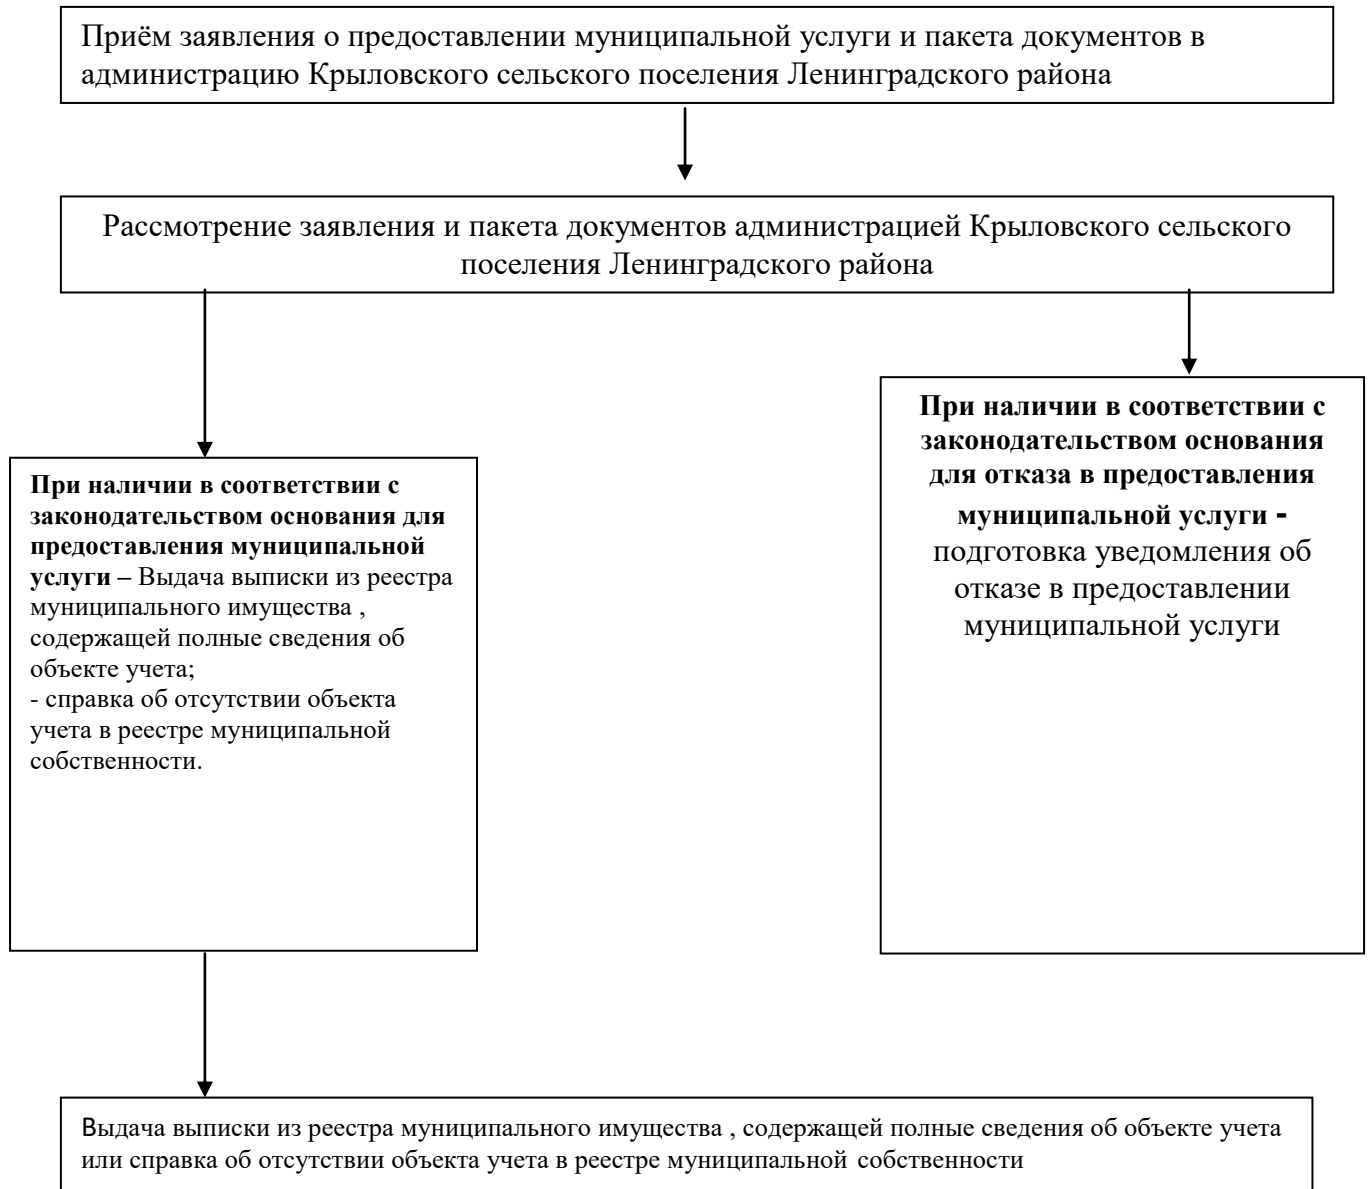 Приём заявления о предоставлении муниципальной услуги и пакета документов в
администрацию Крыловского сельского поселения Ленинградского района
Рассмотрение заявления и пакета документов администрацией Крыловского сельского
поселения Ленинградского района
При наличии в соответствии с
законодательством основания для
предоставления муниципальной
услуги – Выдача выписки из реестра
муниципального имущества ,
содержащей полные сведения об
объекте учета;
- справка об отсутствии объекта
учета в реестре муниципальной
собственности.
При наличии в соответствии с
законодательством основания
для отказа в предоставления
муниципальной услуги -
подготовка уведомления об
отказе в предоставлении
муниципальной услуги
Выдача выписки из реестра муниципального имущества , содержащей полные сведения об объекте учета
или справка об отсутствии объекта учета в реестре муниципальной собственности